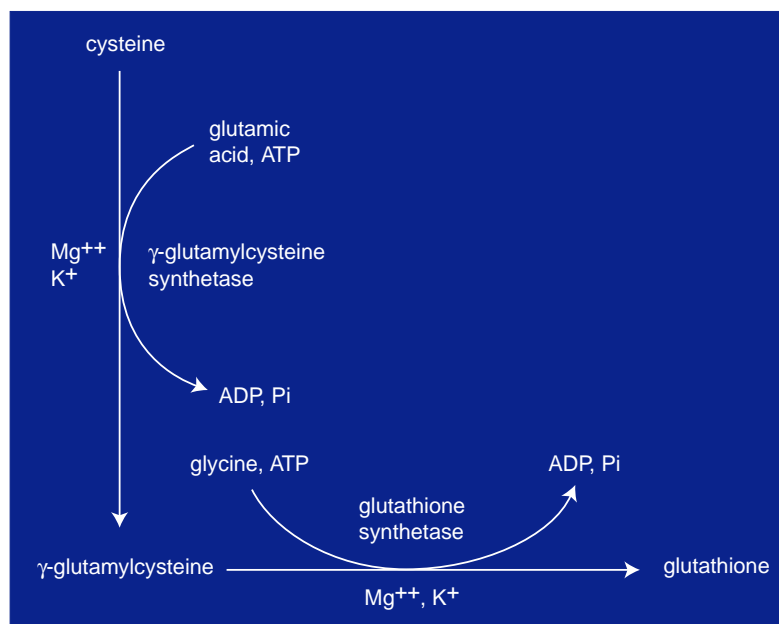 cysteine
glutamic
acid, ATP
Mg++
K+
γ-glutamylcysteine
synthetase
ADP, Pi
glycine, ATP
ADP, Pi
glutathione
synthetase
γ-glutamylcysteine
glutathione
Mg++, K+